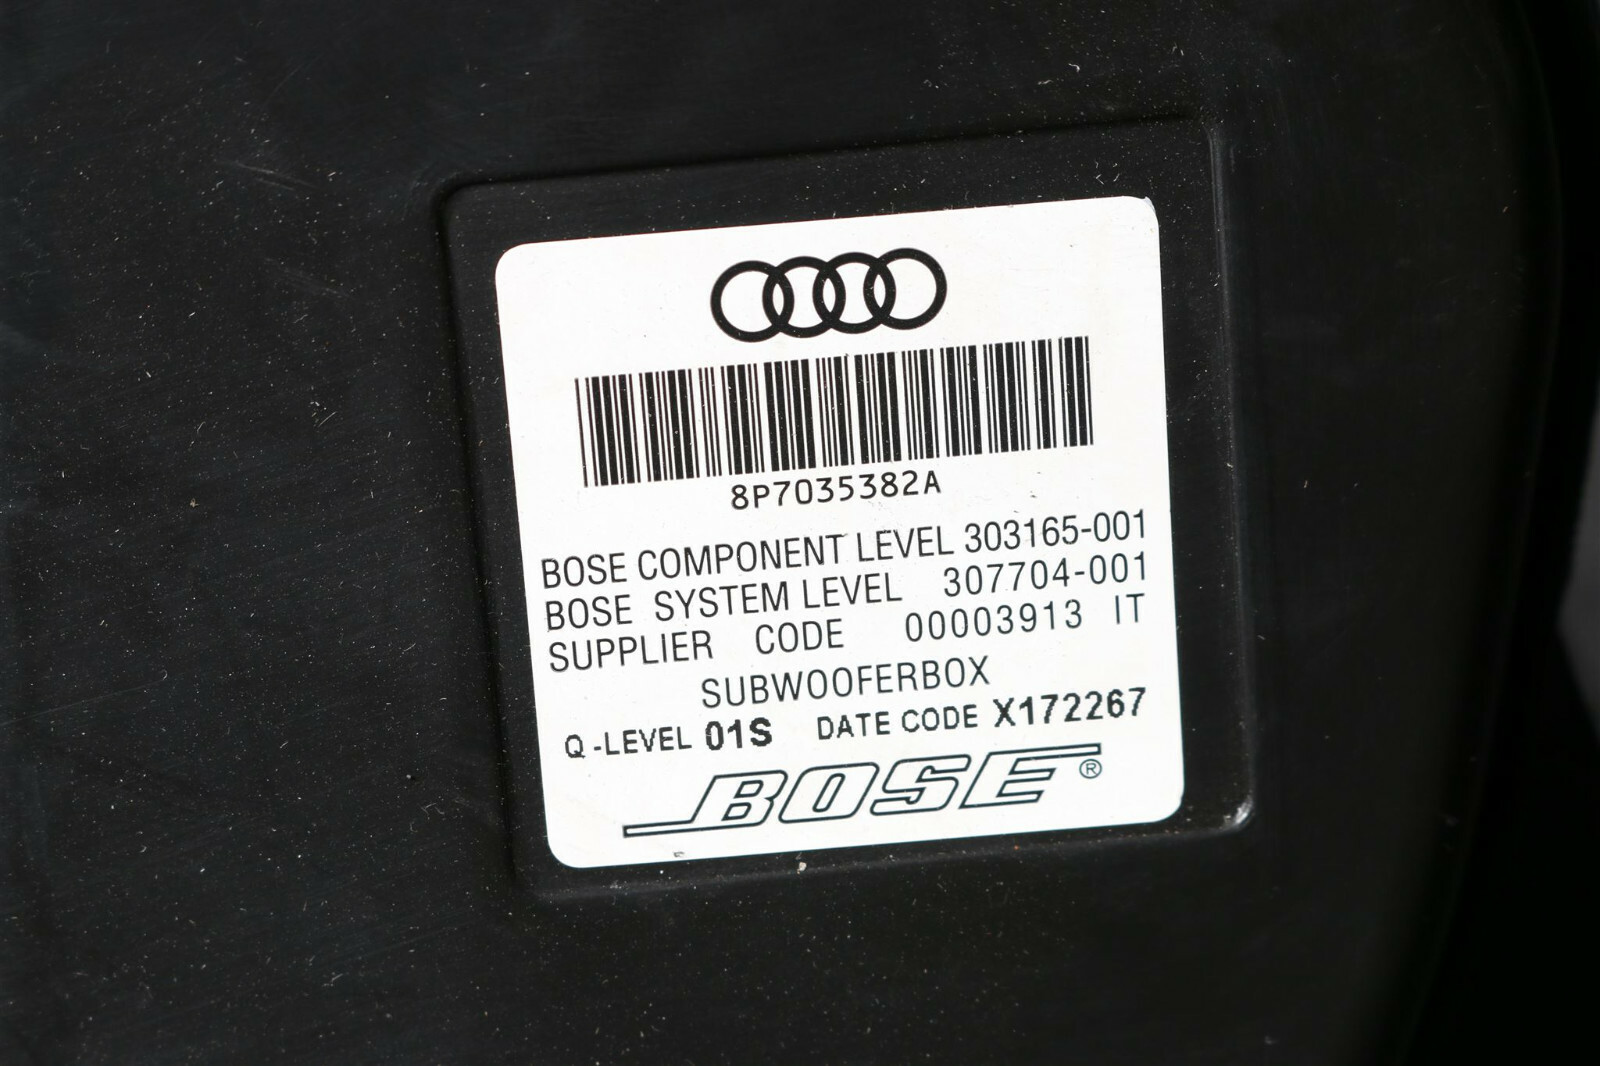 8P7035382A
BOSE COMPONENT LEVEL 303165-001
BOSE SYSTEM LEVEL 307704-001
SUPPLIER CODE 00003913 IT
SUBWOOFERBOX
Q-LEVEL 01S DATE CODE X172267
BOSE®